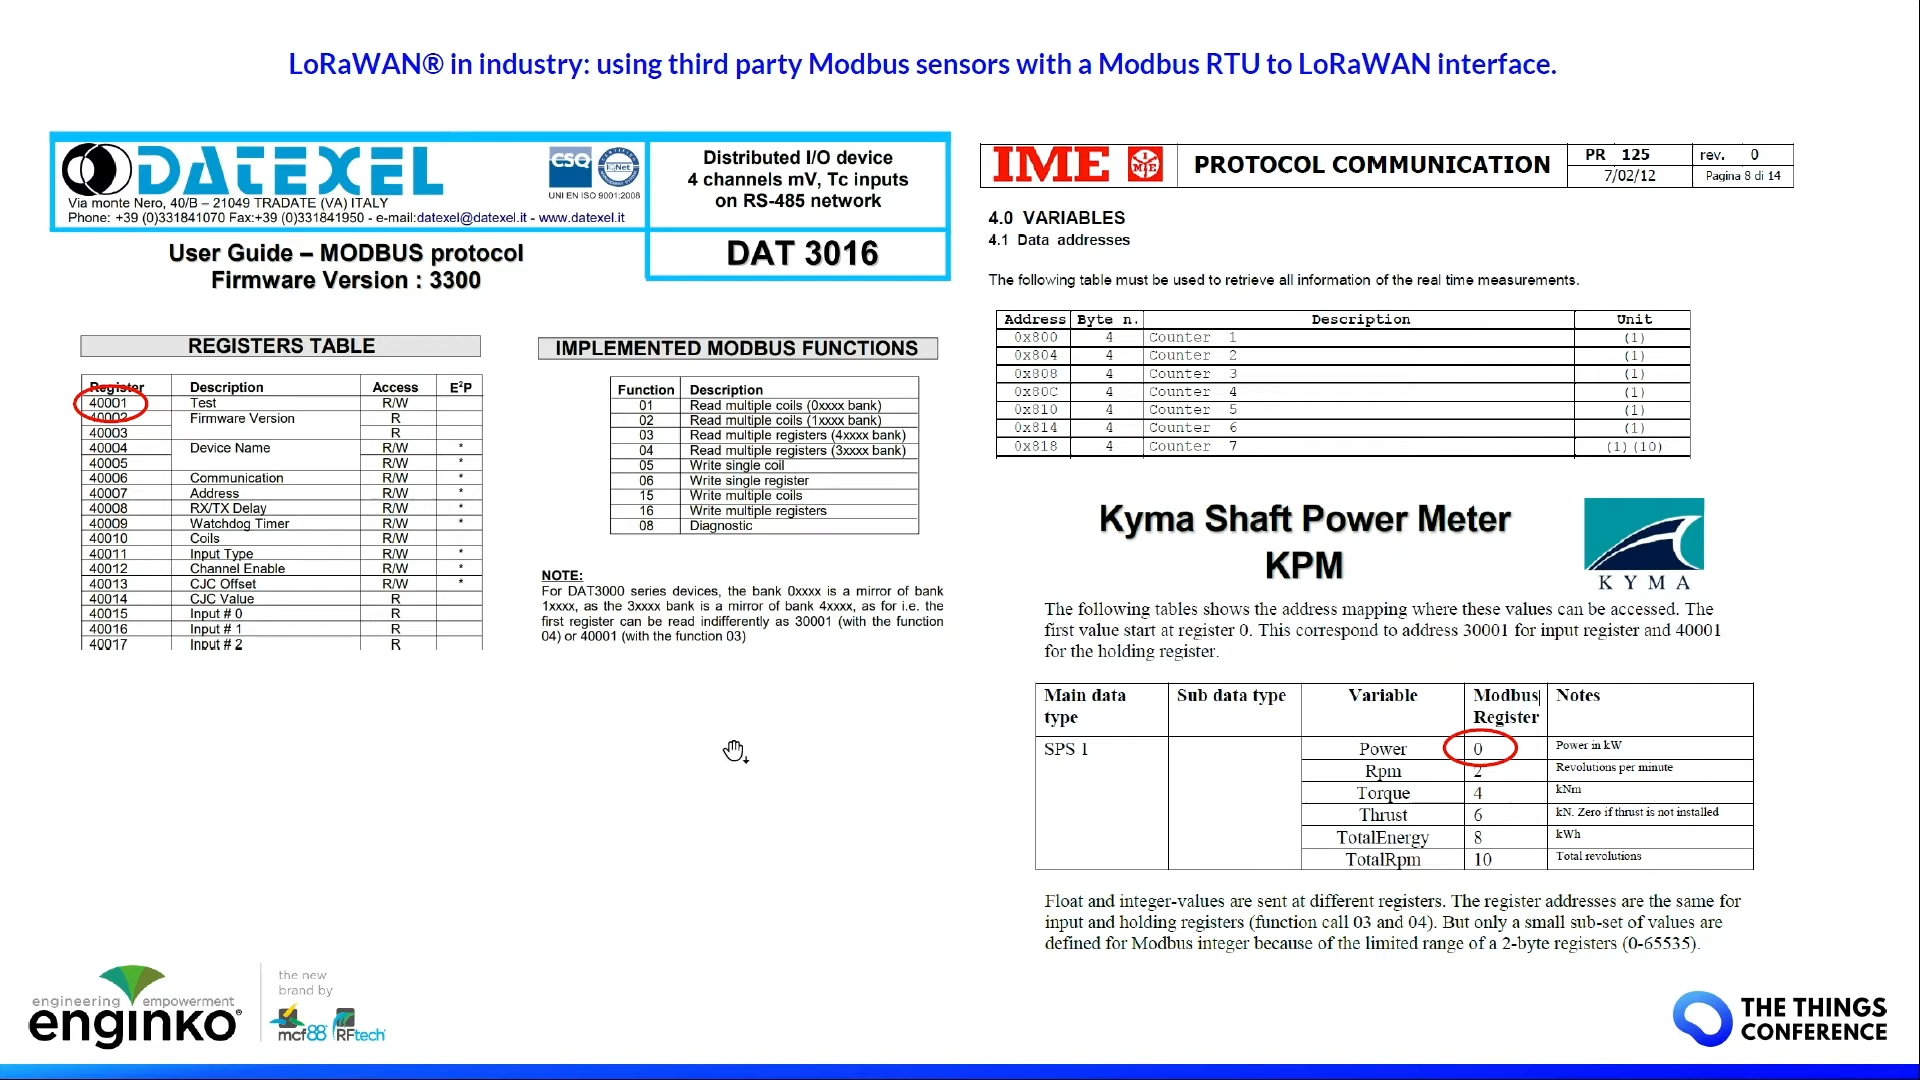 LoRaWAN® in industry: using third party Modbus sensors with a Modbus RTU to LoRaWAN interface.
DATEXEL
CSQ
IQNet
UNI EN ISO 9001:2008
Via monte Nero, 40/B – 21049 TRADATE (VA) ITALY
Phone: +39 (0)331841070 Fax:+39 (0)331841950 - e-mail:datexel@datexel.it - www.datexel.it
Distributed I/O device
4 channels mV, Tc inputs
on RS-485 network
User Guide – MODBUS protocol
Firmware Version : 3300
DAT 3016
REGISTERS TABLE
Register Description Access E²P
40001 Test R/W
40002 Firmware Version R
40003 R
40004 Device Name R/W *
40005 R/W *
40006 Communication R/W *
40007 Address R/W *
40008 RX/TX Delay R/W *
40009 Watchdog Timer R/W *
40010 Coils R/W
40011 Input Type R/W *
40012 Channel Enable R/W *
40013 CJC Offset R/W *
40014 CJC Value R
40015 Input # 0 R
40016 Input # 1 R
40017 Input # 2 R
IMPLEMENTED MODBUS FUNCTIONS
Function Description
01 Read multiple coils (0xxxx bank)
02 Read multiple coils (1xxxx bank)
03 Read multiple registers (4xxxx bank)
04 Read multiple registers (3xxxx bank)
05 Write single coil
06 Write single register
15 Write multiple coils
16 Write multiple registers
08 Diagnostic
NOTE:
For DAT3000 series devices, the bank 0xxxx is a mirror of bank
1xxxx, as the 3xxxx bank is a mirror of bank 4xxxx, as for i.e. the
first register can be read indifferently as 30001 (with the function
04) or 40001 (with the function 03)
IME
PROTOCOL COMMUNICATION
PR 125 rev. 0
7/02/12 Pagina 8 di 14
4.0 VARIABLES
4.1 Data addresses
The following table must be used to retrieve all information of the real time measurements.
Address Byte n. Description Unit
0x800 4 Counter 1 (1)
0x804 4 Counter 2 (1)
0x808 4 Counter 3 (1)
0x80C 4 Counter 4 (1)
0x810 4 Counter 5 (1)
0x814 4 Counter 6 (1)
0x818 4 Counter 7 (1)(10)
Kyma Shaft Power Meter
KPM
KYMA
The following tables shows the address mapping where these values can be accessed. The
first value start at register 0. This correspond to address 30001 for input register and 40001
for the holding register.
Main data type Sub data type Variable Modbus Register Notes
SPS 1 Power 0 Power in kW
Rpm 2 Revolutions per minute
Torque 4 kNm
Thrust 6 kN. Zero if thrust is not installed
TotalEnergy 8 kWh
TotalRpm 10 Total revolutions
Float and integer-values are sent at different registers. The register addresses are the same for
input and holding registers (function call 03 and 04). But only a small sub-set of values are
defined for Modbus integer because of the limited range of a 2-byte registers (0-65535).
engineering empowerment
enginko®
the new
brand by
mcf88 RFtech
THE THINGS
CONFERENCE